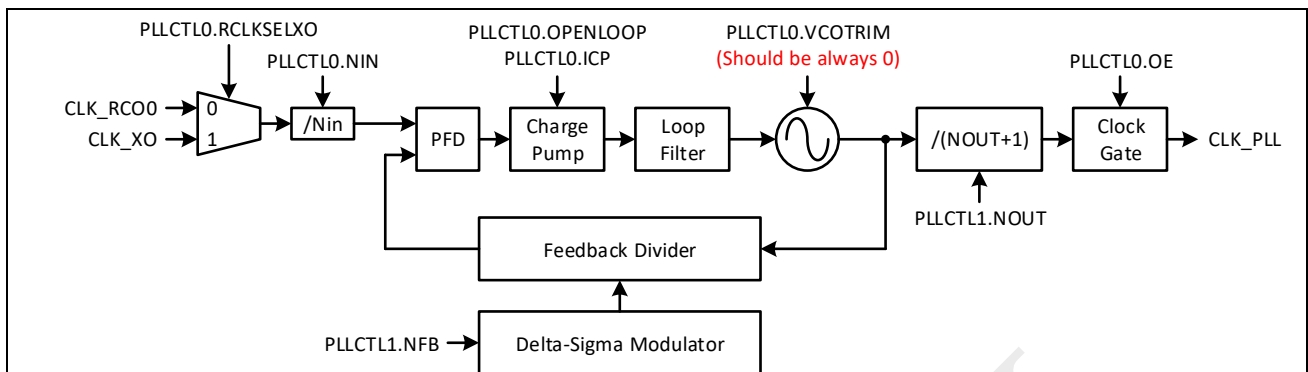 PLLCTL0.RCLKSELXO
PLLCTL0.NIN
PLLCTL0.OPENLOOP
PLLCTL0.ICP
PLLCTL0.VCOTRIM
(Should be always 0)
PLLCTL0.OE
CLK_RCO0
CLK_XO
0
1
/Nin
PFD
Charge
Pump
Loop
Filter
/(NOUT+1)
Clock
Gate
CLK_PLL
PLLCTL1.NOUT
Feedback Divider
PLLCTL1.NFB
Delta-Sigma Modulator